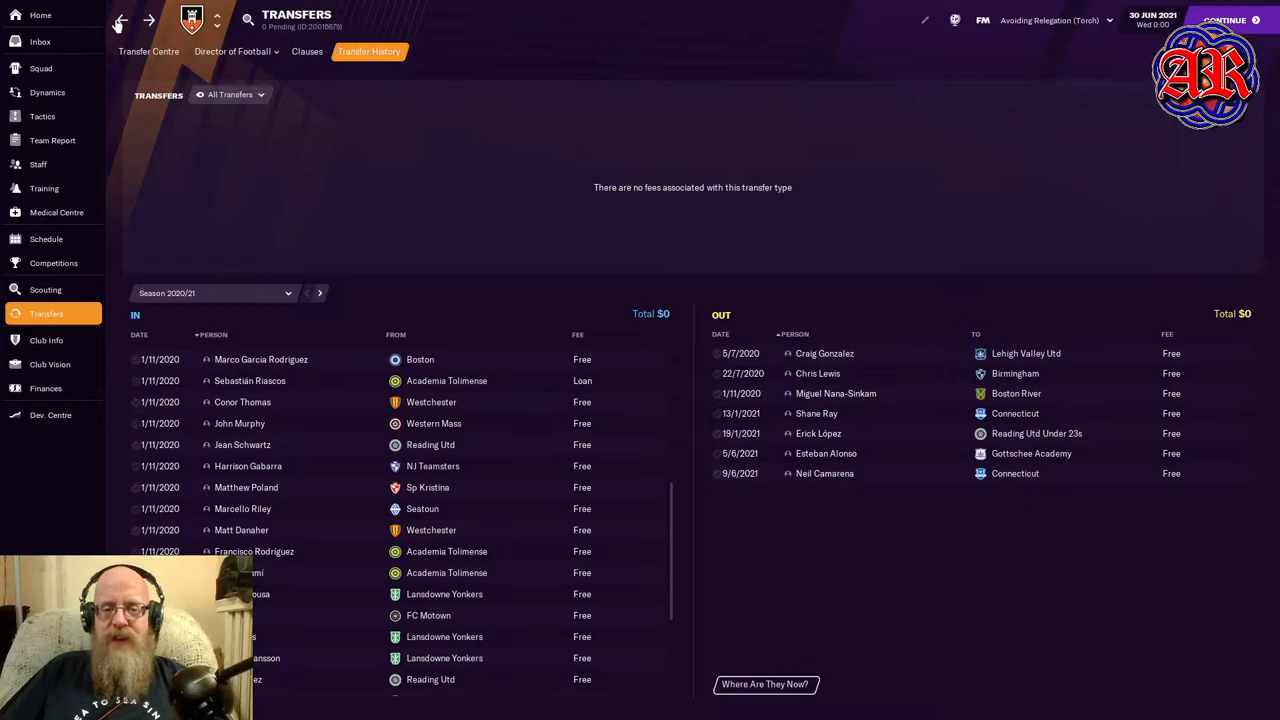 Home
Inbox
Squad
Dynamics
Tactics
Team Report
Staff
Training
Medical Centre
Schedule
Competitions
Scouting
Transfers
Club Info
Club Vision
Finances
Dev. Centre
TRANSFERS
0 Pending (ID:20016879)
FM
Avoiding Relegation (Torch)
30 JUN 2021
Wed 0:00
CONTINUE
AR
Transfer Centre
Director of Football
Clauses
Transfer History
TRANSFERS
All Transfers
There are no fees associated with this transfer type
Season 2020/21
IN Total $0
DATE PERSON FROM FEE
1/11/2020 Marco Garcia Rodriguez Boston Free
1/11/2020 Sebastián Riascos Academia Tolimense Loan
1/11/2020 Conor Thomas Westchester Free
1/11/2020 John Murphy Western Mass Free
1/11/2020 Jean Schwartz Reading Utd Free
1/11/2020 Harrison Gabarra NJ Teamsters Free
1/11/2020 Matthew Poland Sp Kristina Free
1/11/2020 Marcello Riley Seatoun Free
1/11/2020 Matt Danaher Westchester Free
1/11/2020 Francisco Rodríguez Academia Tolimense Free
Academia Tolimense Free
Lansdowne Yonkers Free
FC Motown Free
Lansdowne Yonkers Free
Lansdowne Yonkers Free
Reading Utd Free
OUT Total $0
DATE PERSON TO FEE
5/7/2020 Craig Gonzalez Lehigh Valley Utd Free
22/7/2020 Chris Lewis Birmingham Free
1/11/2020 Miguel Nana-Sinkam Boston River Free
13/1/2021 Shane Ray Connecticut Free
19/1/2021 Erick López Reading Utd Under 23s Free
5/6/2021 Esteban Alonso Gottschee Academy Free
9/6/2021 Neil Camarena Connecticut Free
Where Are They Now?